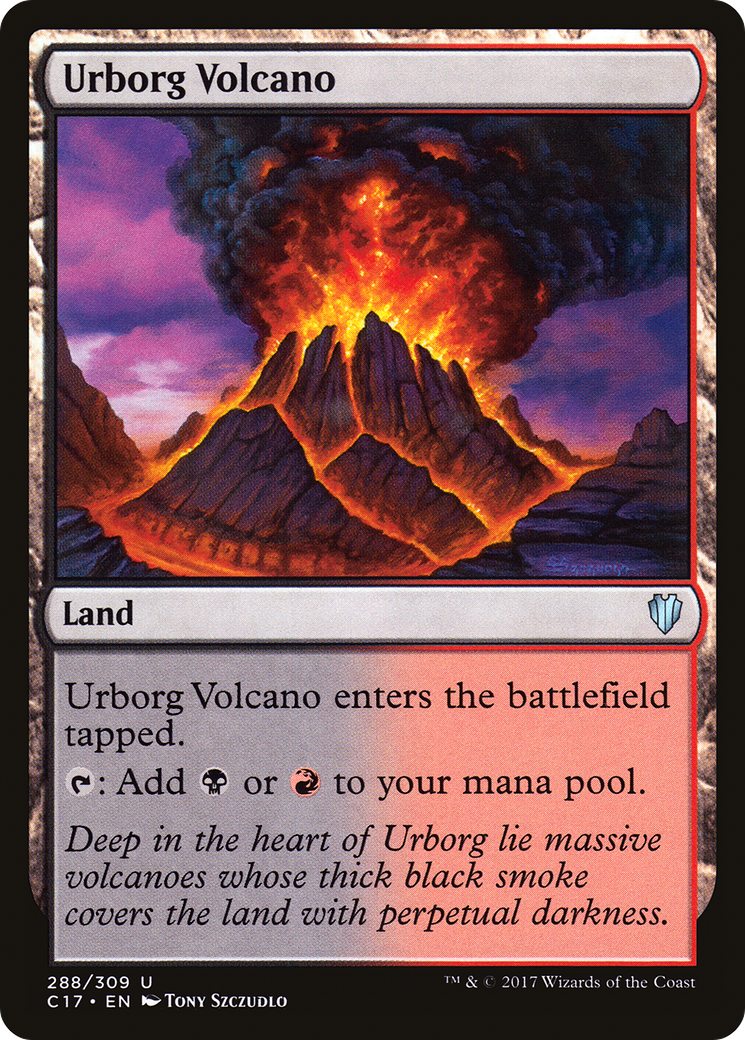 Urborg Volcano
Land
Urborg Volcano enters the battlefield
tapped.
: Add or to your mana pool.
Deep in the heart of Urborg lie massive
volcanoes whose thick black smoke
covers the land with perpetual darkness.
288/309 U
™ & © 2017 Wizards of the Coast
C17 • EN Tony Szczudlo